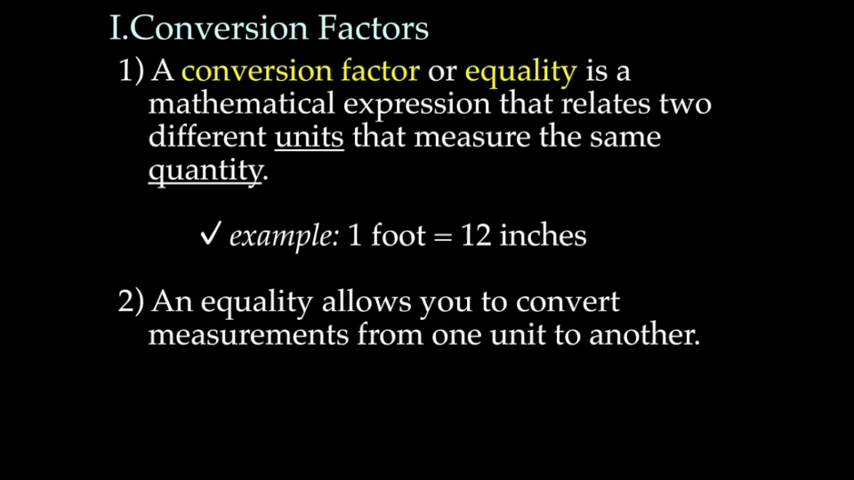 I.Conversion Factors
1) A conversion factor or equality is a
mathematical expression that relates two
different units that measure the same
quantity.
✓ example: 1 foot = 12 inches
2) An equality allows you to convert
measurements from one unit to another.